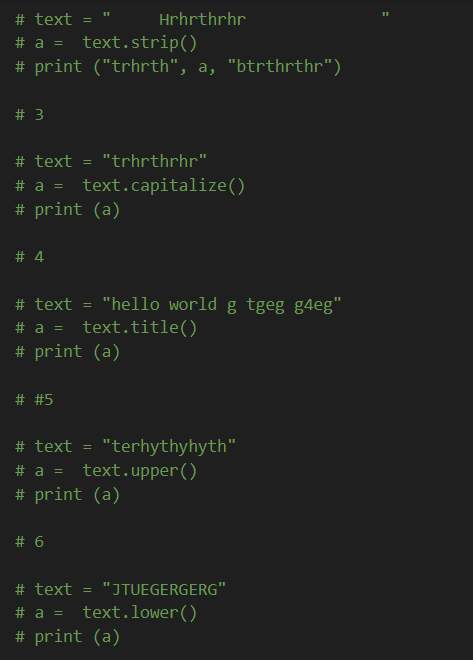 # text = "     Hrhrthrhr              "
# a =  text.strip()
# print ("trhrth", a, "btrthrthr")
# 3
# text = "trhrthrhr"
# a =  text.capitalize()
# print (a)
# 4
# text = "hello world g tgeg g4eg"
# a =  text.title()
# print (a)
# #5
# text = "terhythyhyth"
# a =  text.upper()
# print (a)
# 6
# text = "JTUEGERGERG"
# a =  text.lower()
# print (a)